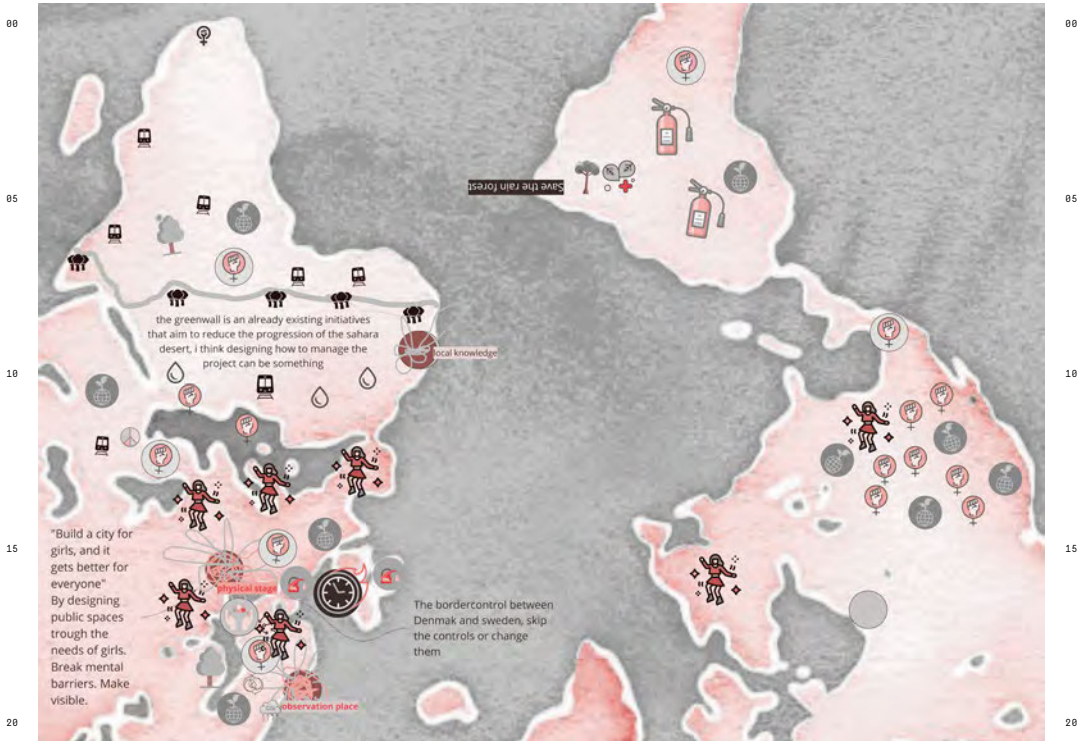 00
00
Save the rain forest
05
05
the greenwall is an already existing initiatives
that aim to reduce the progression of the sahara
desert, i think designing how to manage the
project can be something
local knowledge
10
10
"Build a city for
girls, and it
gets better for
everyone"
By designing
public spaces
trough the
needs of girls.
Break mental
barriers. Make
visible.
15
15
physical stage
The bordercontrol between
Denmak and sweden, skip
the controls or change
them
observation place
20
20